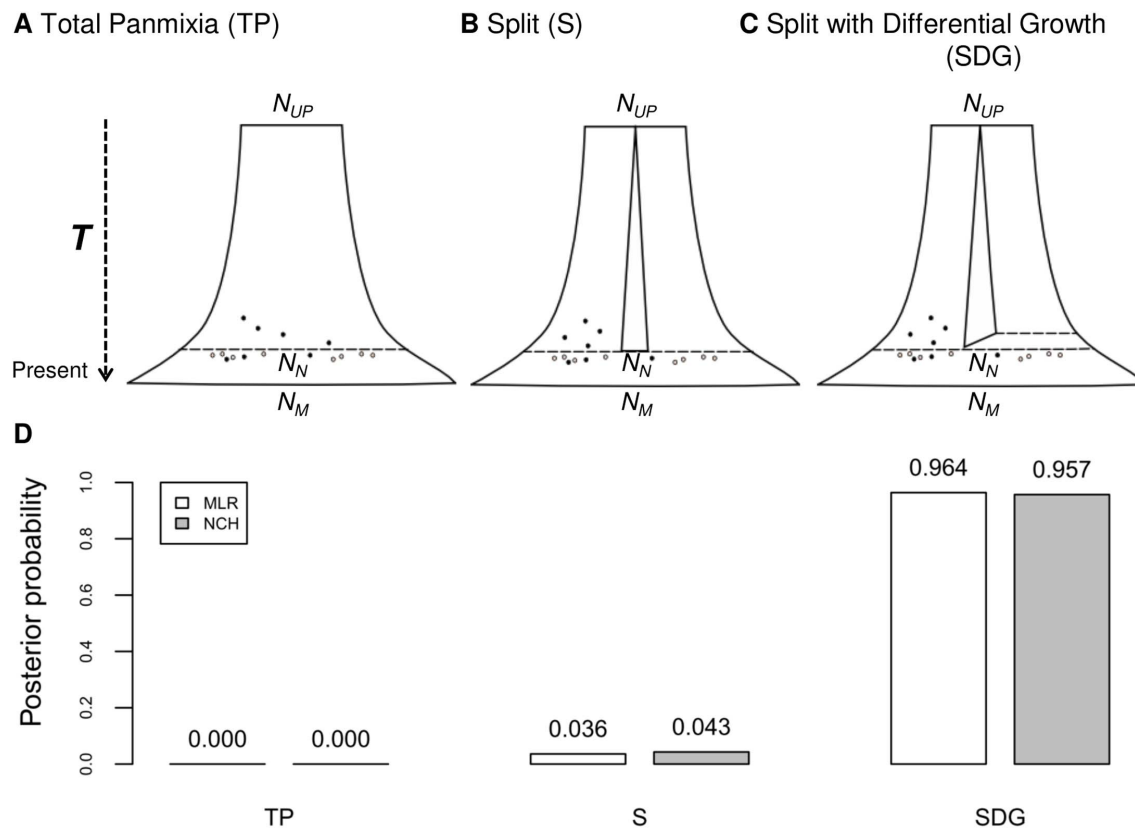 A Total Panmixia (TP)
B Split (S)
C Split with Differential Growth
(SDG)
N_UP
N_UP
N_UP
T
Present
N_N
N_N
N_N
N_M
N_M
N_M
D
Posterior probability
1.0
0.8
0.6
0.4
0.2
0.0
MLR
NCH
0.000
0.000
0.036
0.043
0.964
0.957
TP
S
SDG